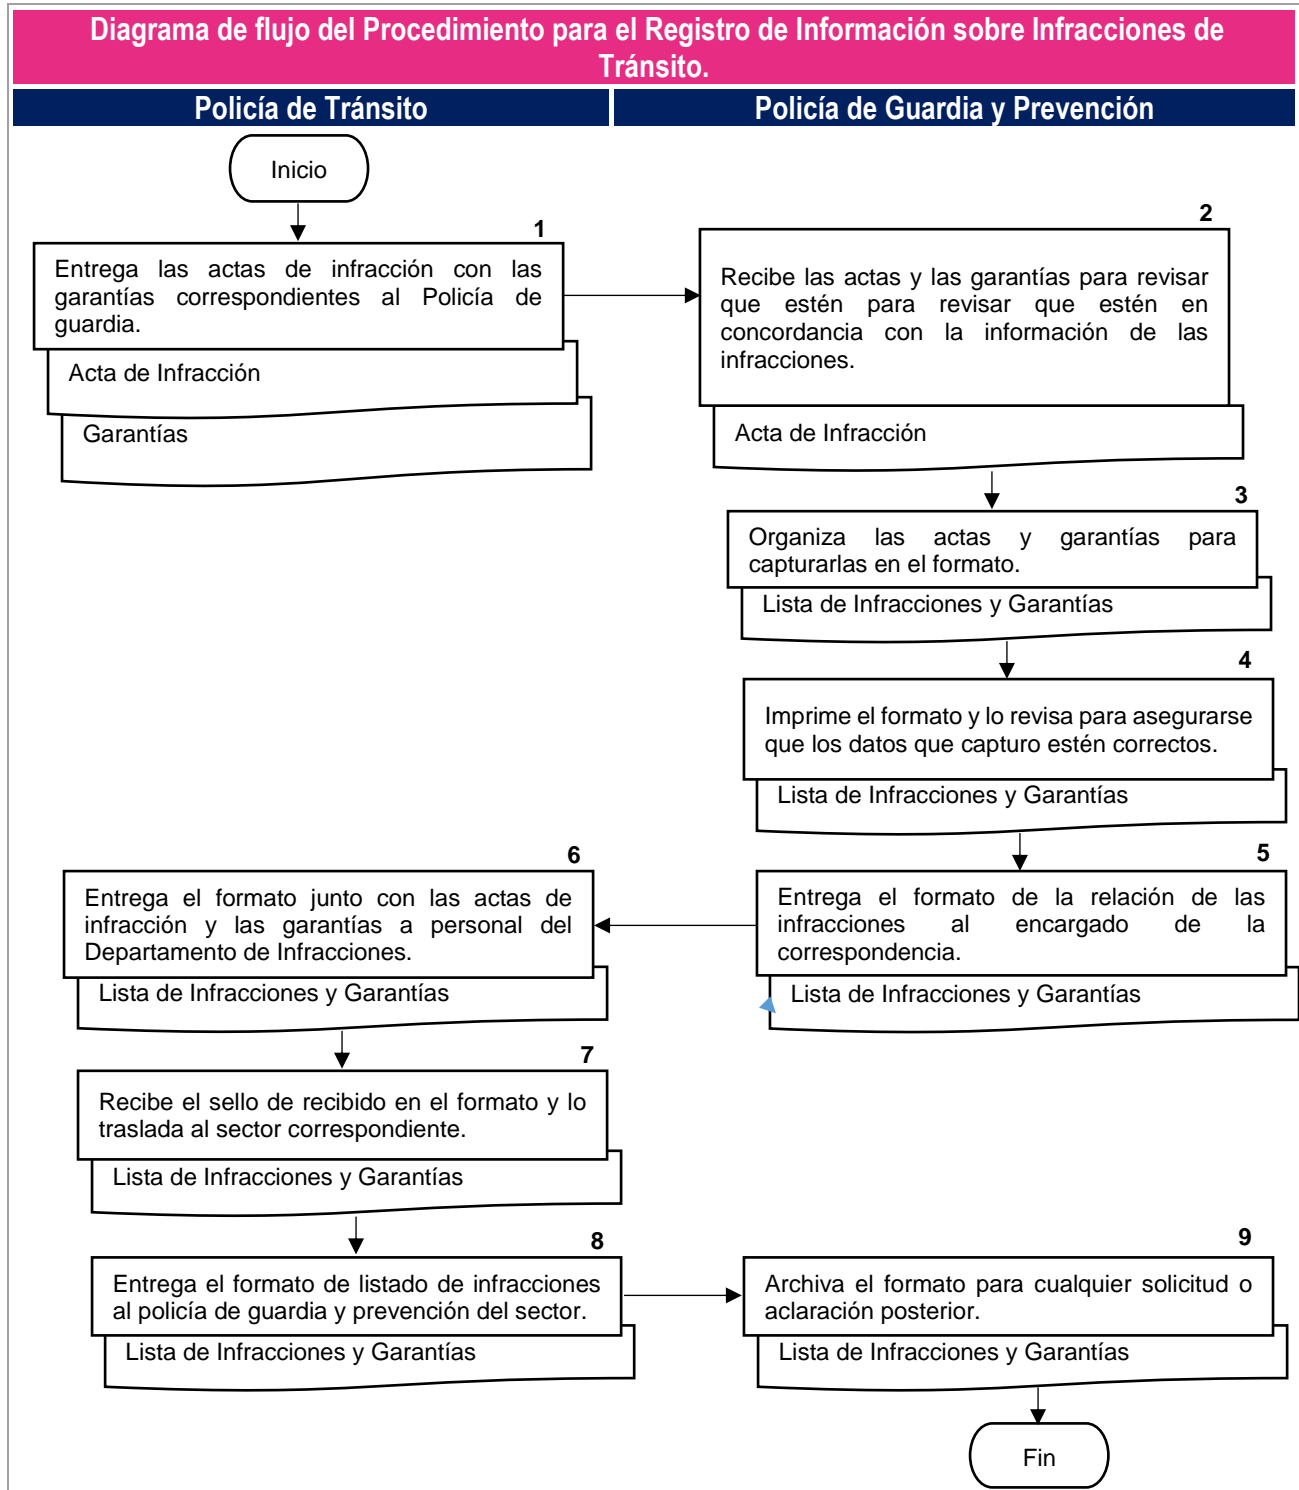 Diagrama de flujo del Procedimiento para el Registro de Información sobre Infracciones de
Tránsito.
Policía de Tránsito
Policía de Guardia y Prevención
Inicio
1
Entrega las actas de infracción con las
garantías correspondientes al Policía de
guardia.
Acta de Infracción
Garantías
2
Recibe las actas y las garantías para revisar
que estén para revisar que estén en
concordancia con la información de las
infracciones.
Acta de Infracción
3
Organiza las actas y garantías para
capturarlas en el formato.
Lista de Infracciones y Garantías
4
Imprime el formato y lo revisa para asegurarse
que los datos que capturo estén correctos.
Lista de Infracciones y Garantías
5
Entrega el formato de la relación de las
infracciones al encargado de la
correspondencia.
Lista de Infracciones y Garantías
6
Entrega el formato junto con las actas de
infracción y las garantías a personal del
Departamento de Infracciones.
Lista de Infracciones y Garantías
7
Recibe el sello de recibido en el formato y lo
traslada al sector correspondiente.
Lista de Infracciones y Garantías
8
Entrega el formato de listado de infracciones
al policía de guardia y prevención del sector.
Lista de Infracciones y Garantías
9
Archiva el formato para cualquier solicitud o
aclaración posterior.
Lista de Infracciones y Garantías
Fin